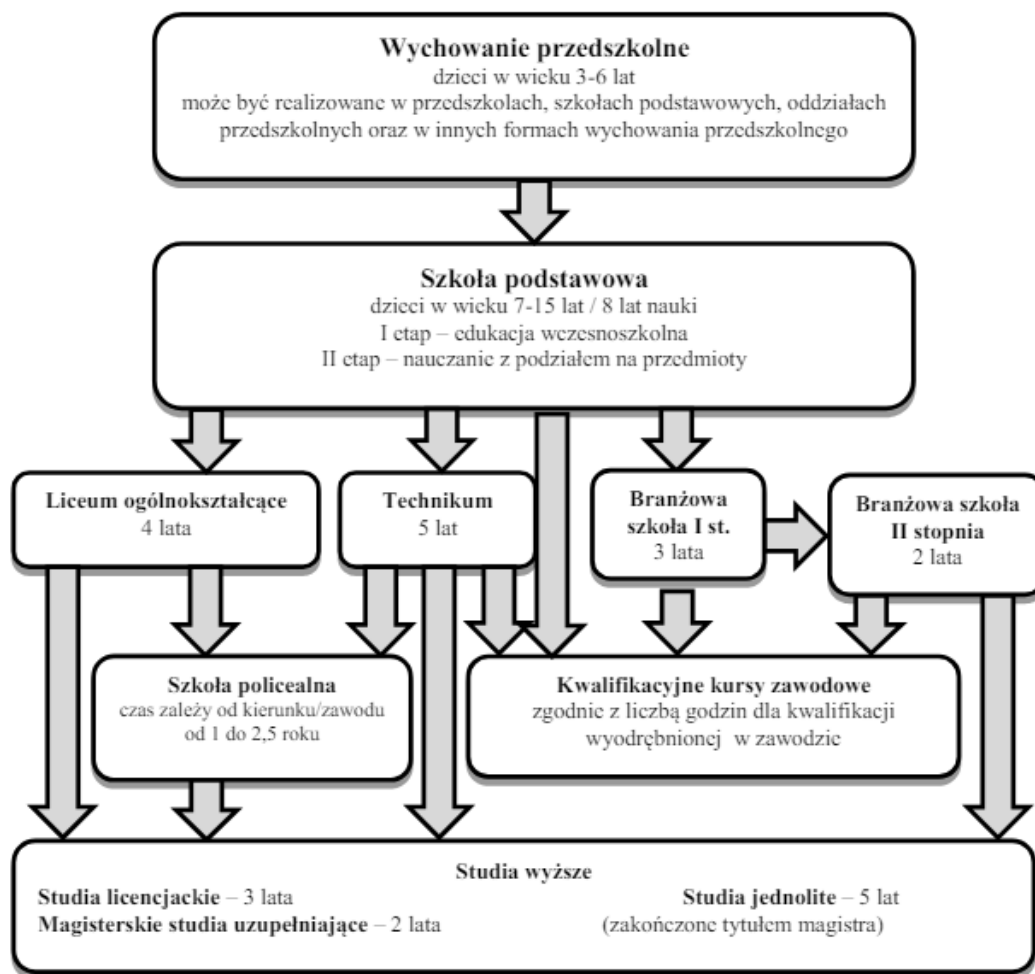 Wychowanie przedszkolne
dzieci w wieku 3-6 lat
może być realizowane w przedszkolach, szkołach podstawowych, oddziałach
przedszkolnych oraz w innych formach wychowania przedszkolnego
Szkoła podstawowa
dzieci w wieku 7-15 lat / 8 lat nauki
I etap – edukacja wczesnoszkolna
II etap – nauczanie z podziałem na przedmioty
Liceum ogólnokształcące
4 lata
Technikum
5 lat
Branżowa
szkoła I st.
3 lata
Branżowa szkoła
II stopnia
2 lata
Szkoła policealna
czas zależy od kierunku/zawodu
od 1 do 2,5 roku
Kwalifikacyjne kursy zawodowe
zgodnie z liczbą godzin dla kwalifikacji
wyodrębnionej w zawodzie
Studia wyższe
Studia licencjackie – 3 lata
Magisterskie studia uzupełniające – 2 lata
Studia jednolite – 5 lat
(zakończone tytułem magistra)